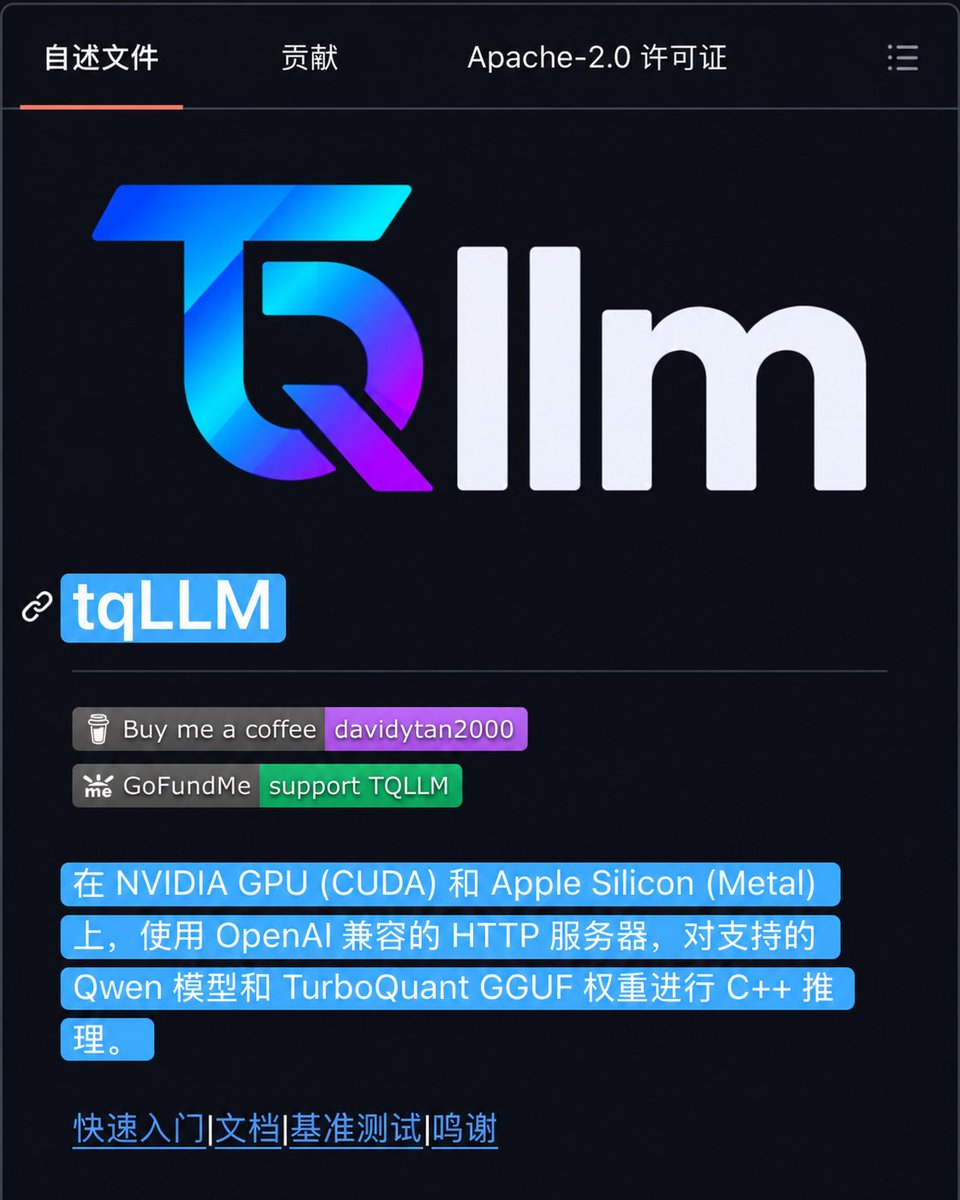 自述文件
贡献
Apache-2.0 许可证
TQllm
tqLLM
Buy me a coffee davidytan2000
me GoFundMe support TQLLM
在 NVIDIA GPU (CUDA) 和 Apple Silicon (Metal)
上，使用 OpenAI 兼容的 HTTP 服务器，对支持的
Qwen 模型和 TurboQuant GGUF 权重进行 C++ 推
理。
快速入门|文档|基准测试|鸣谢